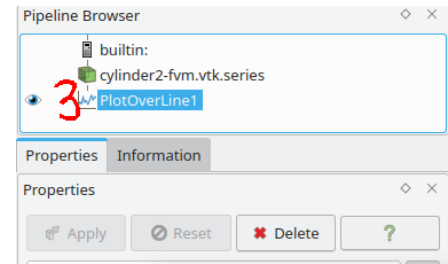 Pipeline Browser
builtin:
cylinder2-fvm.vtk.series
3 PlotOverLine1
Properties Information
Properties
Apply Reset Delete ?